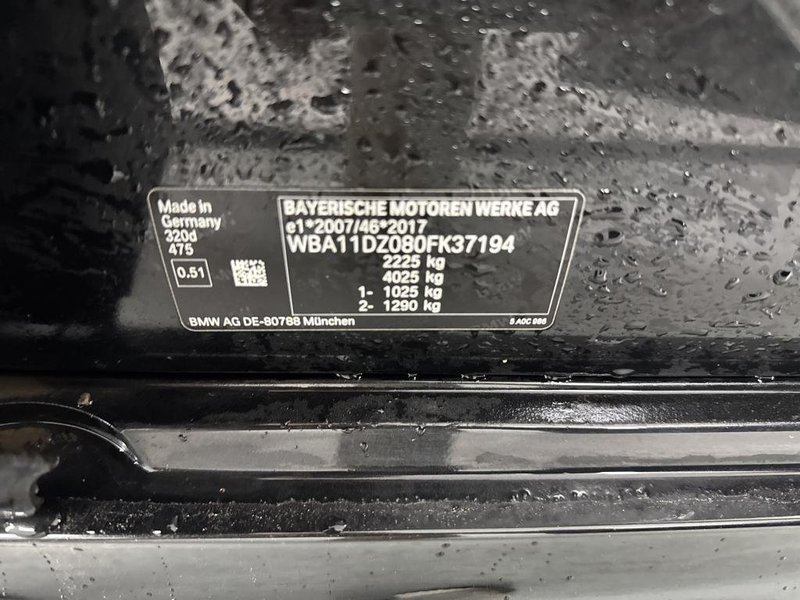 Made in
Germany
320d
475
0.51
BAYERISCHE MOTOREN WERKE AG
e1*2007/46*2017
WBA11DZ080FK37194
2225 kg
4025 kg
1- 1025 kg
2- 1290 kg
BMW AG DE-80788 München